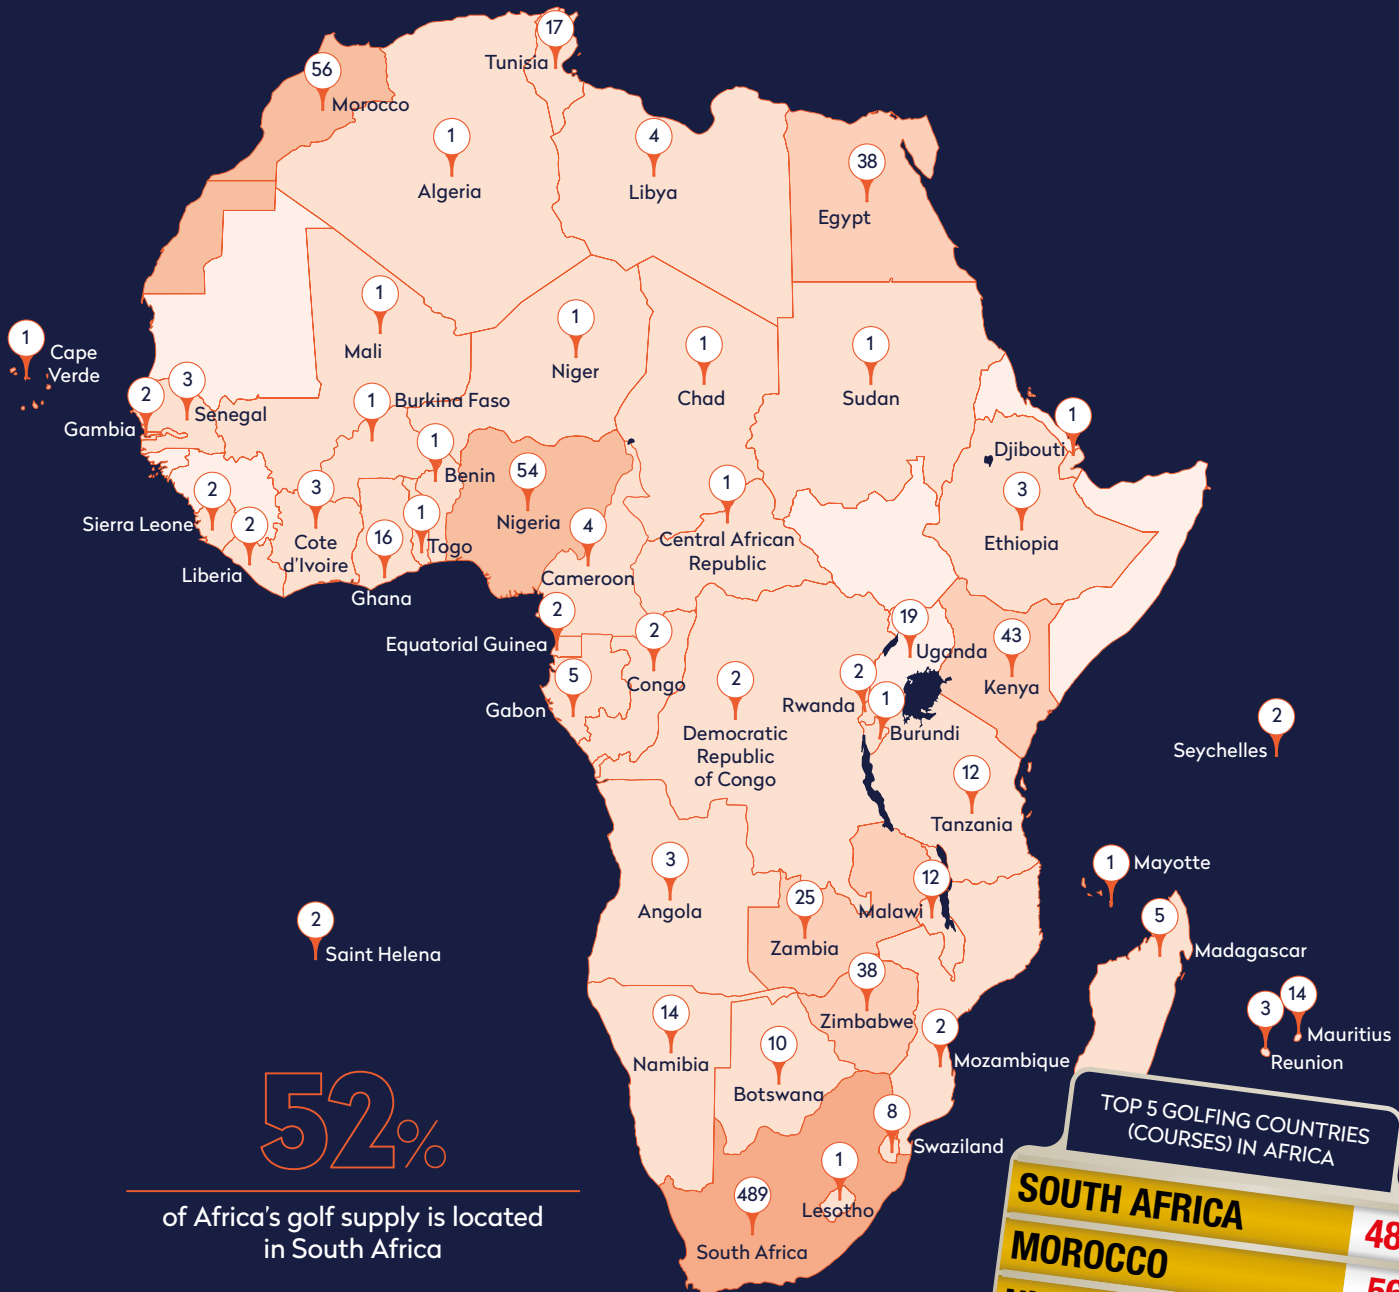 17
Tunisia
56
Morocco
1
Algeria
4
Libya
38
Egypt
1
Mali
1
Niger
1
Chad
1
Sudan
1
Cape
Verde
2
Gambia
3
Senegal
1
Burkina Faso
1
Benin
54
Nigeria
1
Djibouti
3
Ethiopia
2
Sierra Leone
2
Liberia
3
Cote
d'Ivoire
16
Ghana
1
Togo
4
Cameroon
1
Central African
Republic
2
Equatorial Guinea
2
Congo
5
Gabon
2
Democratic
Republic
of Congo
19
Uganda
43
Kenya
2
Rwanda
1
Burundi
2
Seychelles
12
Tanzania
3
Angola
25
Zambia
12
Malawi
1
Mayotte
5
Madagascar
2
Saint Helena
38
Zimbabwe
14
Namibia
10
Botswana
2
Mozambique
3
Reunion
14
Mauritius
8
Swaziland
1
Lesotho
489
South Africa
52%
of Africa's golf supply is located
in South Africa
TOP 5 GOLFING COUNTRIES
(COURSES) IN AFRICA
SOUTH AFRICA
48
MOROCCO